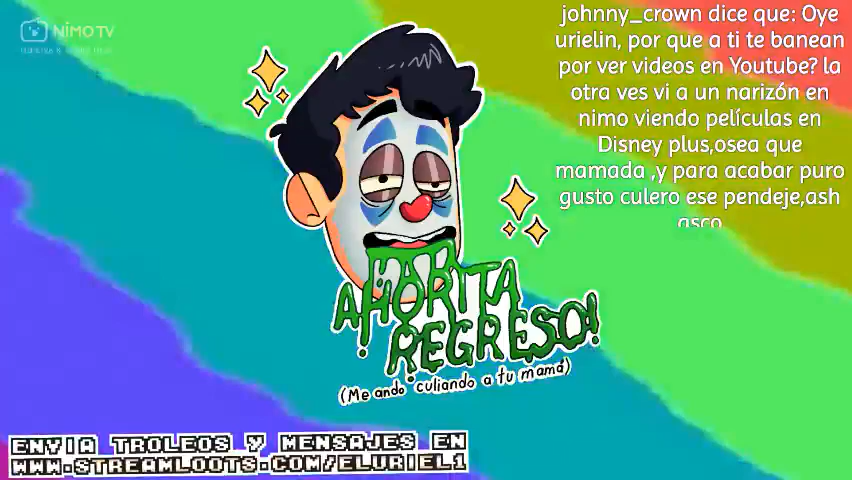 NIMO TV
johnny_crown dice que: Oye
urielin, por que a ti te banean
por ver videos en Youtube? la
otra ves vi a un narizón en
nimo viendo películas en
Disney plus,osea que
mamada ,y para acabar puro
gusto culero ese pendeje,ash
asco
¡AHORITA
REGRESO!
(Me ando culiando a tu mamá)
ENVIA TROLEOS Y MENSAJES EN
WWW.STREAMLOOTS.COM/ELURIEL1